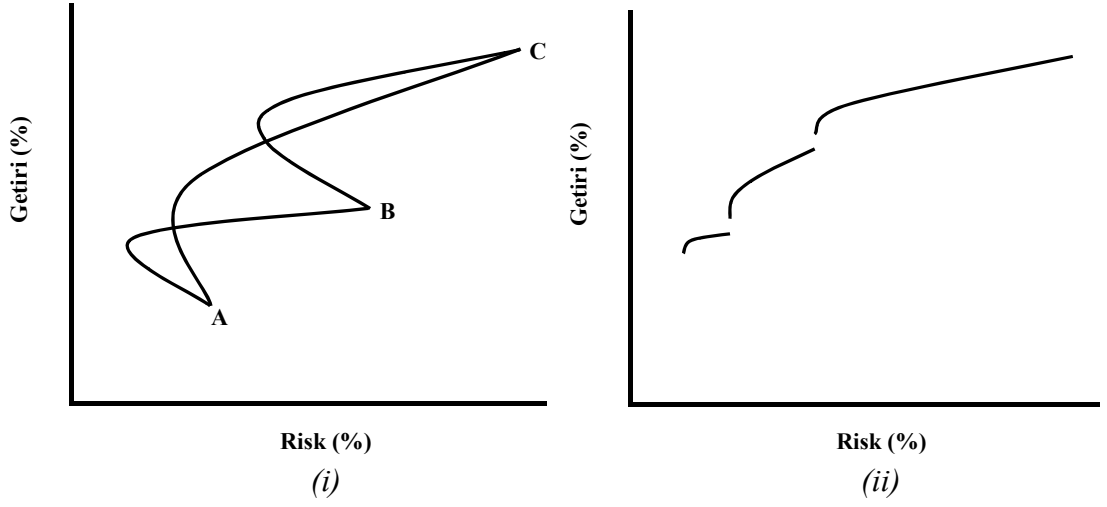 Getiri (%)
C
B
A
Risk (%)
(i)
Getiri (%)
Risk (%)
(ii)